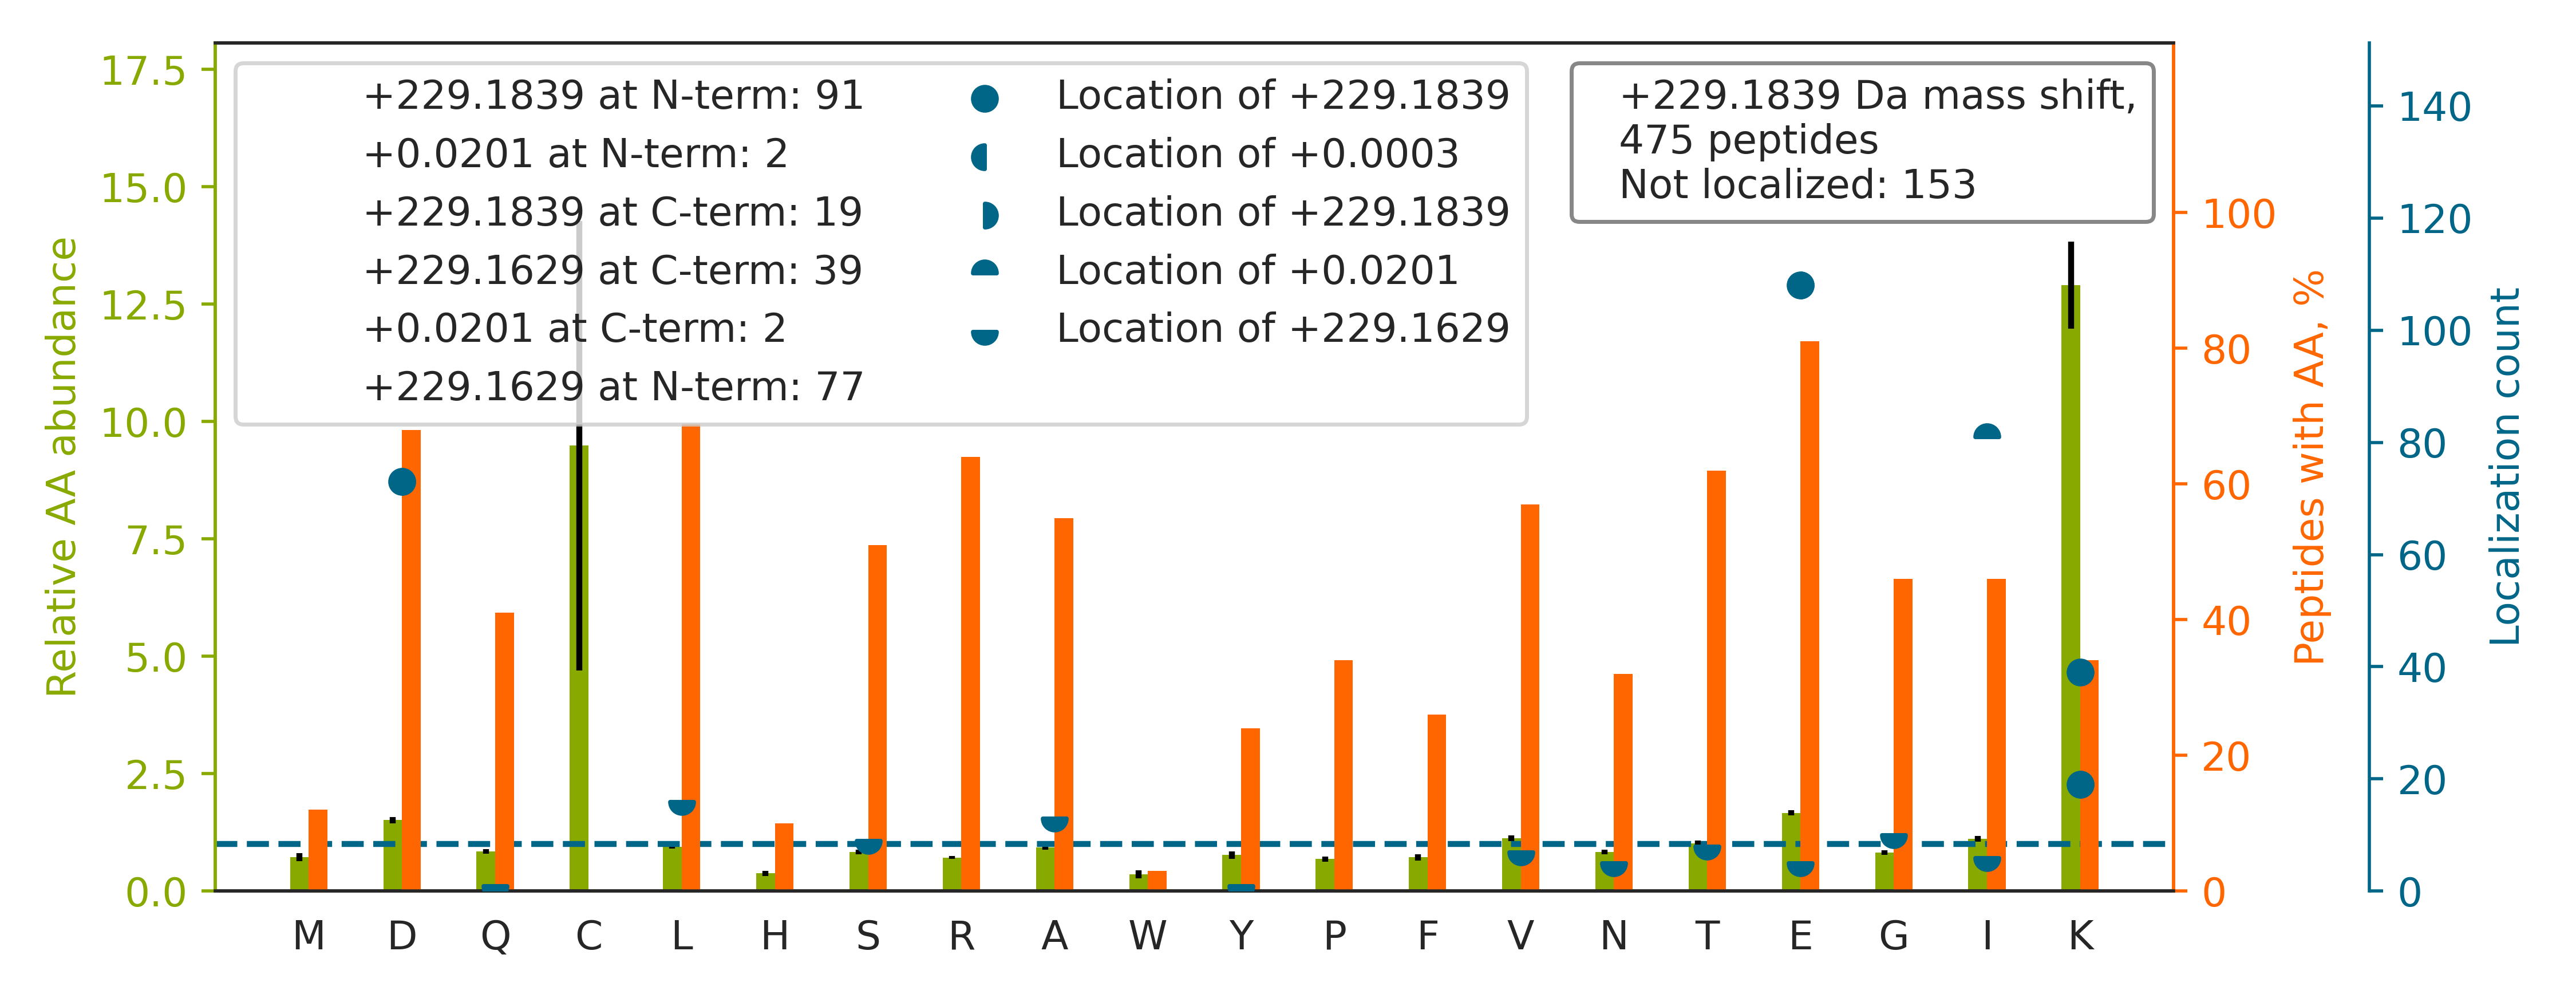 +229.1839 at N-term: 91
+0.0201 at N-term: 2
+229.1839 at C-term: 19
+229.1629 at C-term: 39
+0.0201 at C-term: 2
+229.1629 at N-term: 77
Location of +229.1839
Location of +0.0003
Location of +229.1839
Location of +0.0201
Location of +229.1629
+229.1839 Da mass shift,
475 peptides
Not localized: 153
Relative AA abundance
17.5
15.0
12.5
10.0
7.5
5.0
2.5
0.0
M D Q C L H S R A W Y P F V N T E G I K
100
80
60
40
20
0
Peptides with AA, %
140
120
100
80
60
40
20
0
Localization count